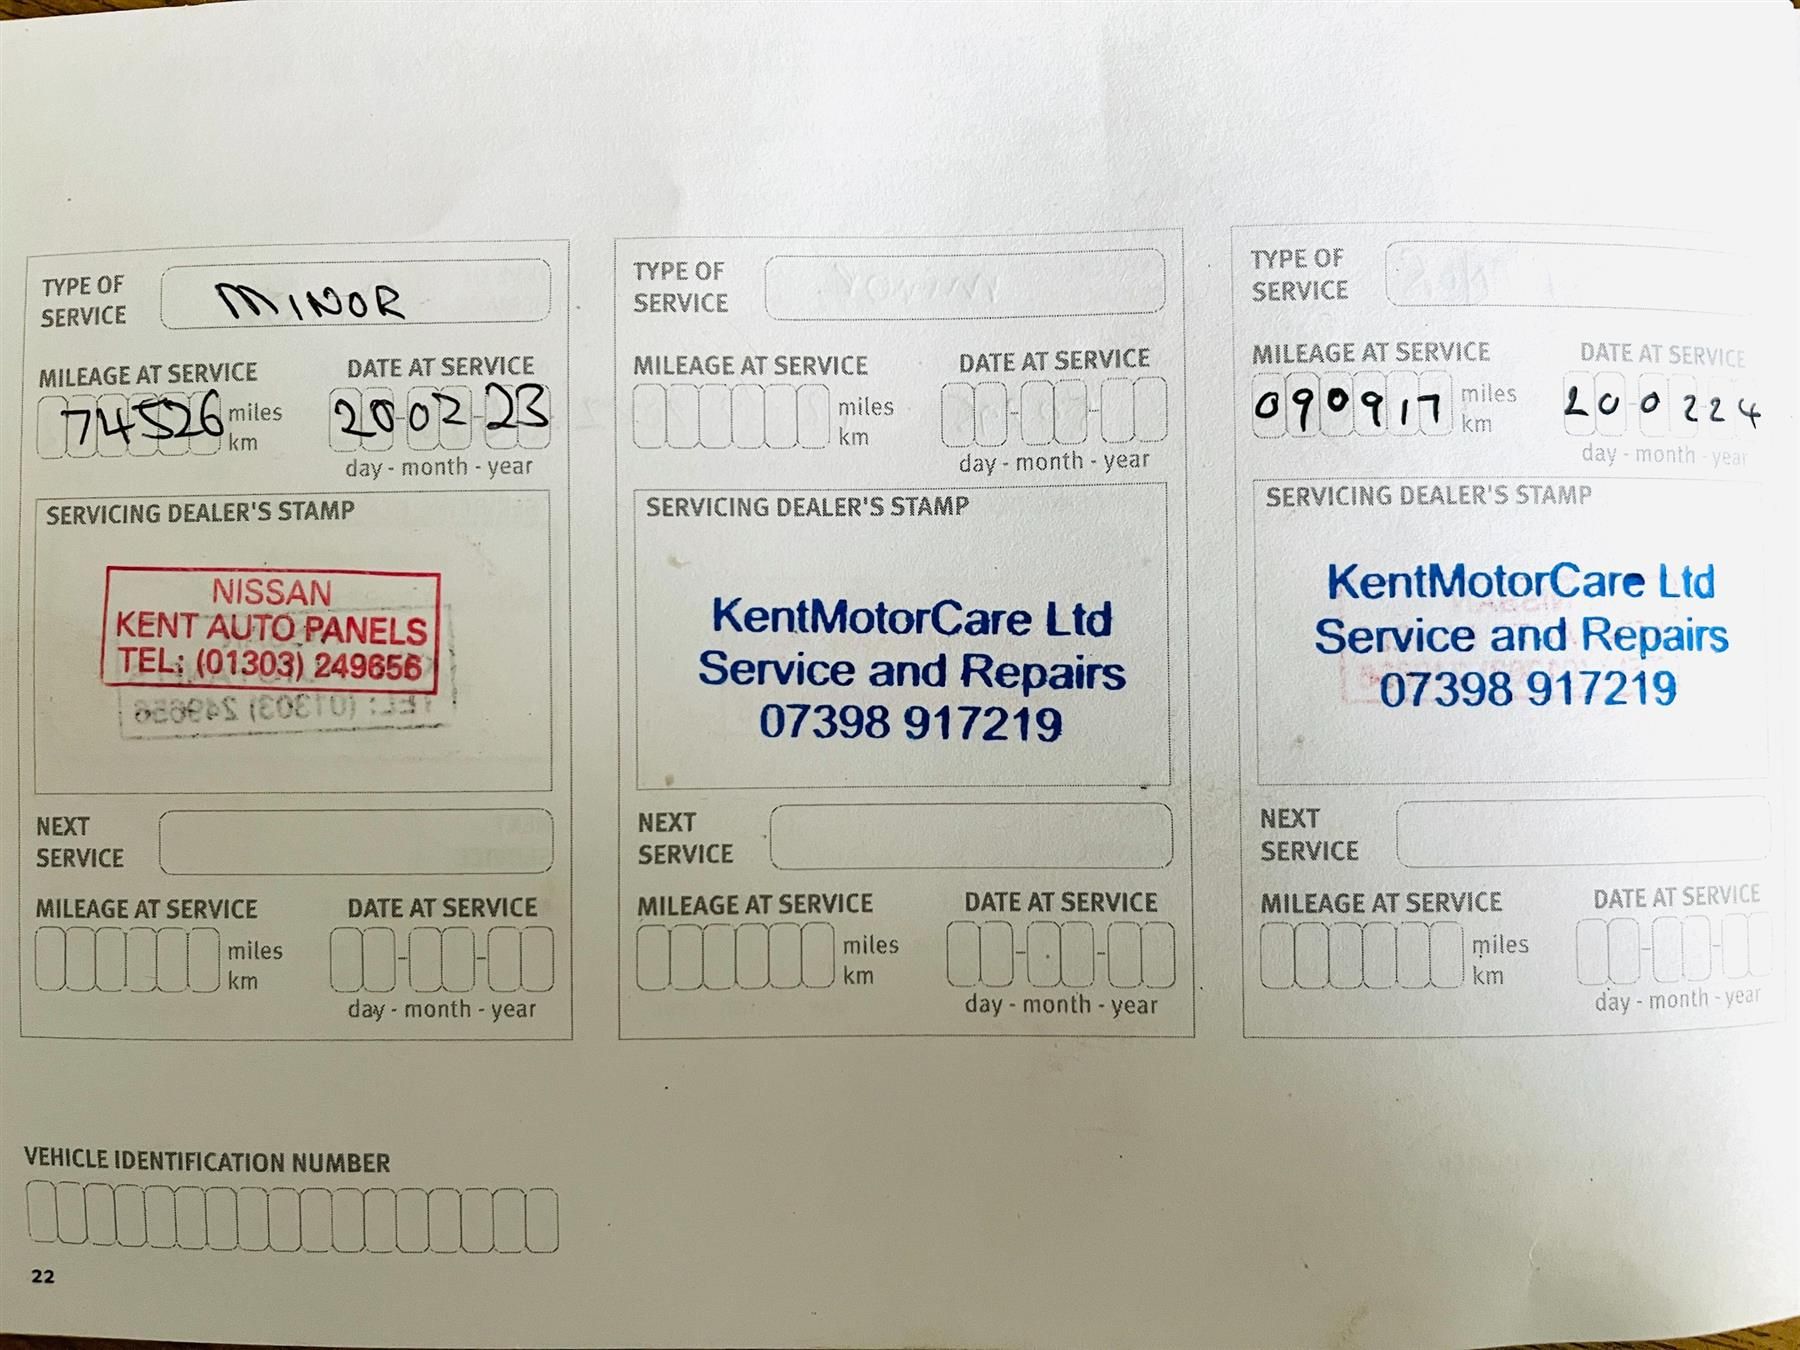 TYPE OF
SERVICE
MINOR
MILEAGE AT SERVICE
74526 miles
km
DATE AT SERVICE
20-02-23
day - month - year
SERVICING DEALER'S STAMP
NISSAN
KENT AUTO PANELS
TEL: (01303) 249656
NEXT
SERVICE
MILEAGE AT SERVICE
miles
km
DATE AT SERVICE
day - month - year
TYPE OF
SERVICE
MILEAGE AT SERVICE
miles
km
DATE AT SERVICE
day - month - year
SERVICING DEALER'S STAMP
KentMotorCare Ltd
Service and Repairs
07398 917219
NEXT
SERVICE
MILEAGE AT SERVICE
miles
km
DATE AT SERVICE
day - month - year
TYPE OF
SERVICE
MILEAGE AT SERVICE
090917 miles
km
DATE AT SERVICE
20 02 24
day - month - year
SERVICING DEALER'S STAMP
KentMotorCare Ltd
Service and Repairs
07398 917219
NEXT
SERVICE
MILEAGE AT SERVICE
miles
km
DATE AT SERVICE
day - month - year
VEHICLE IDENTIFICATION NUMBER
22